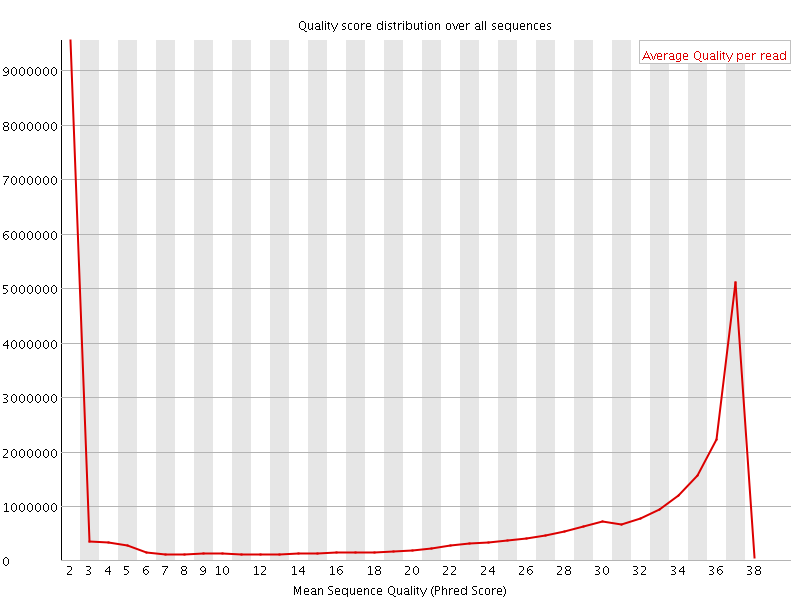 Quality score distribution over all sequences
Average Quality per read
9000000
8000000
7000000
6000000
5000000
4000000
3000000
2000000
1000000
0
2 3 4 5 6 7 8 9 10 12 14 16 18 20 22 24 26 28 30 32 34 36 38
Mean Sequence Quality (Phred Score)